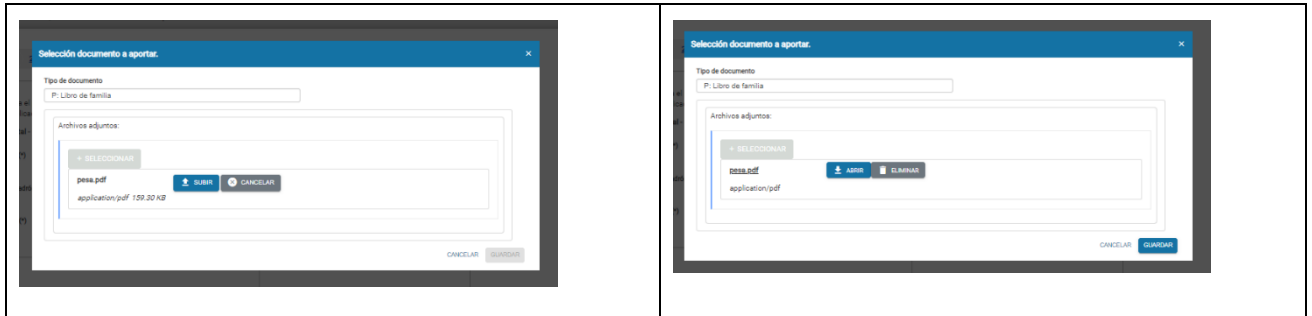 Selección documento a aportar.
×
Tipo de documento
P: Libro de familia
Archivos adjuntos:
+ SELECCIONAR
pesa.pdf
SUBIR
CANCELAR
application/pdf 159.30 KB
CANCELAR
GUARDAR
Selección documento a aportar.
×
Tipo de documento
P: Libro de familia
Archivos adjuntos:
+ SELECCIONAR
pesa.pdf
ABRIR
ELIMINAR
application/pdf
CANCELAR
GUARDAR